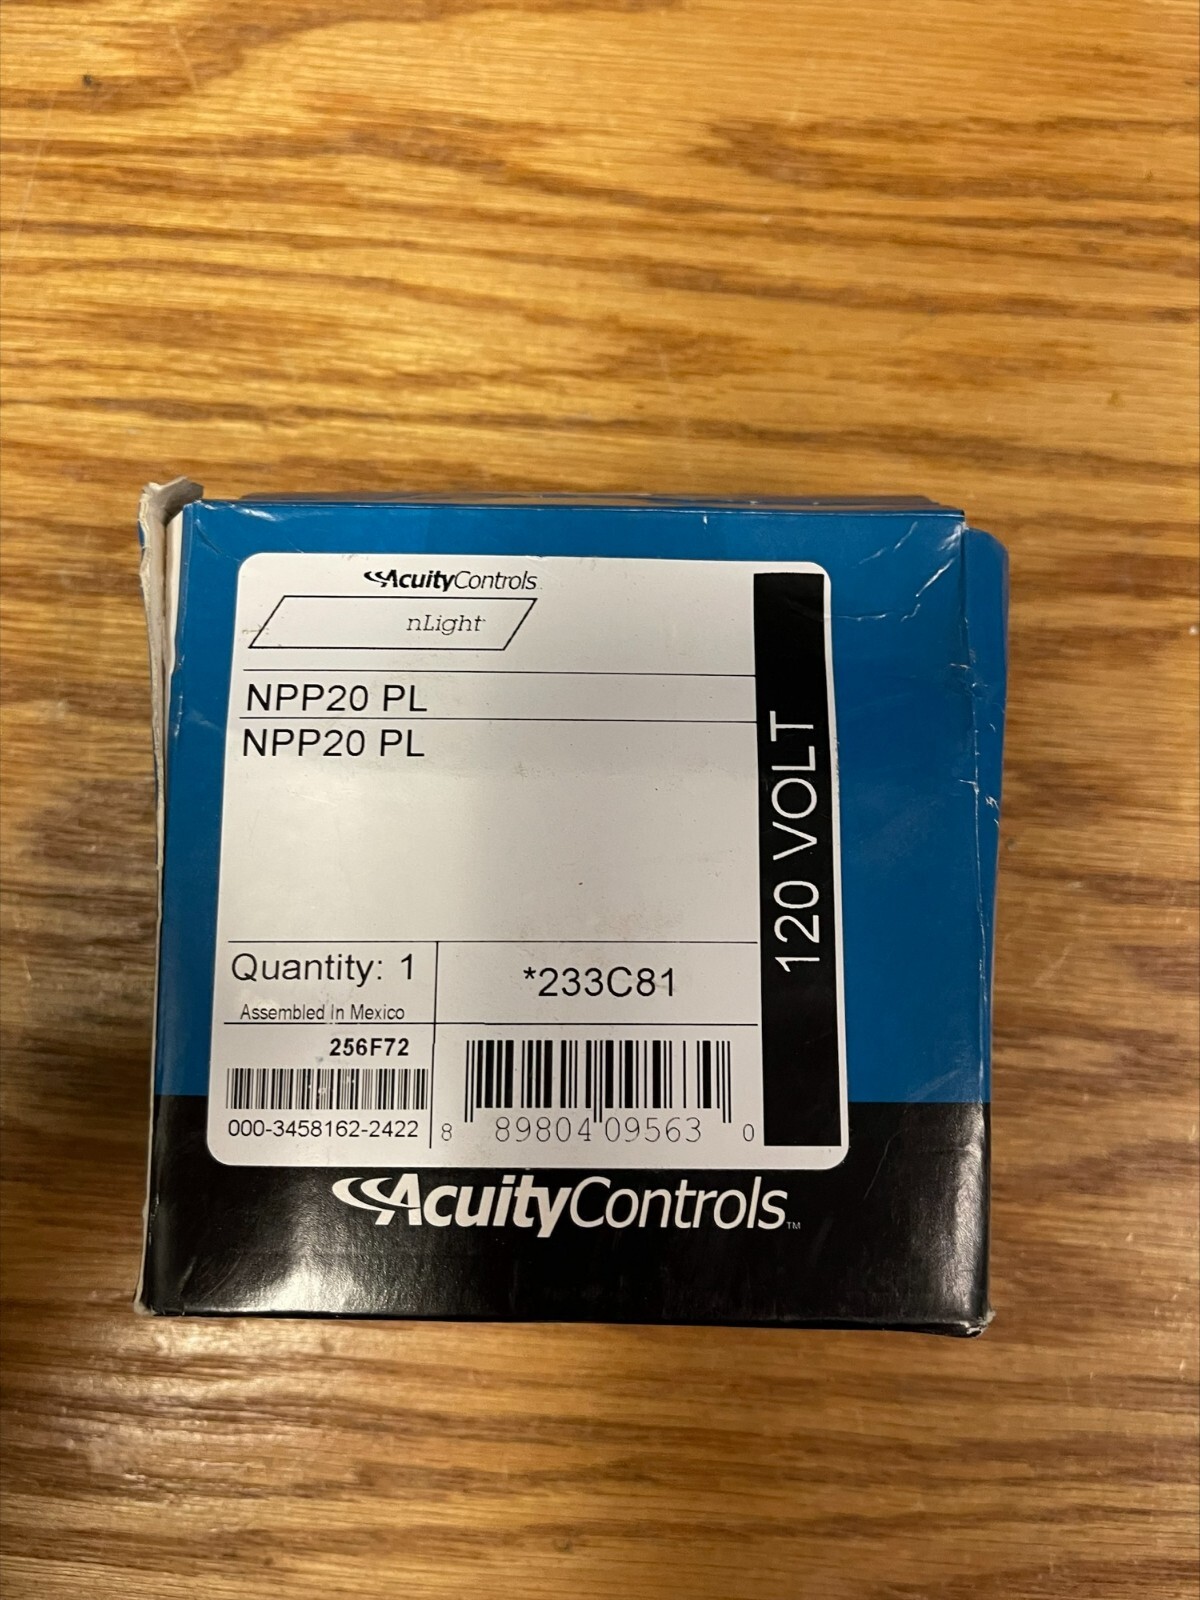 AcuityControls
nLight
NPP20 PL
NPP20 PL
120 VOLT
Quantity: 1
Assembled In Mexico
*233C81
256F72
000-3458162-2422
8 89804 09563 0
AcuityControls™